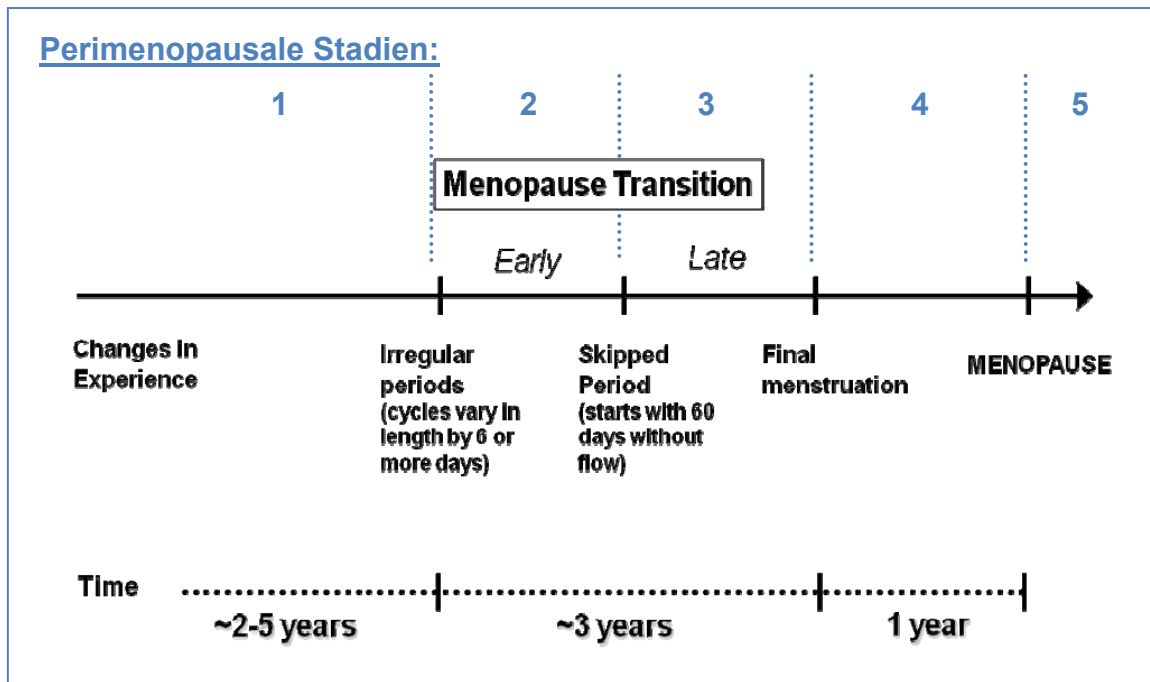 Perimenopausale Stadien:
1 2 3 4 5
Menopause Transition
Early Late
Changes in
Experience
Irregular
periods
(cycles vary in
length by 6 or
more days)
Skipped
Period
(starts with 60
days without
flow)
Final
menstruation
MENOPAUSE
Time
~2-5 years ~3 years 1 year